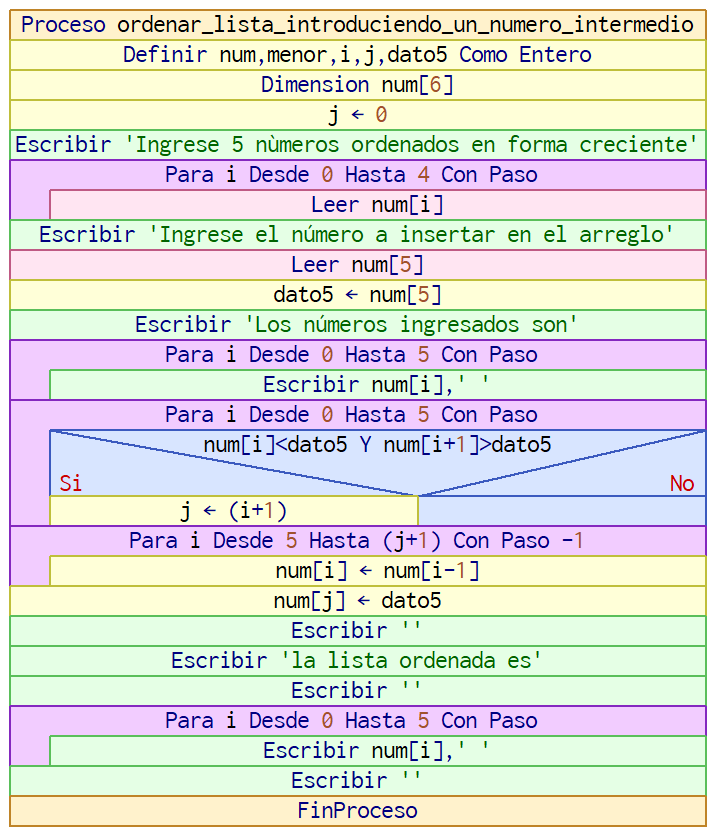 Proceso ordenar_lista_introduciendo_un_numero_intermedio
Definir num,menor,i,j,dato5 Como Entero
Dimension num[6]
j ← 0
Escribir 'Ingrese 5 nùmeros ordenados en forma creciente'
Para i Desde 0 Hasta 4 Con Paso
Leer num[i]
Escribir 'Ingrese el número a insertar en el arreglo'
Leer num[5]
dato5 ← num[5]
Escribir 'Los números ingresados son'
Para i Desde 0 Hasta 5 Con Paso
Escribir num[i],' '
Para i Desde 0 Hasta 5 Con Paso
num[i]<dato5 Y num[i+1]>dato5
Si No
j ← (i+1)
Para i Desde 5 Hasta (j+1) Con Paso -1
num[i] ← num[i-1]
num[j] ← dato5
Escribir ''
Escribir 'la lista ordenada es'
Escribir ''
Para i Desde 0 Hasta 5 Con Paso
Escribir num[i],' '
Escribir ''
FinProceso